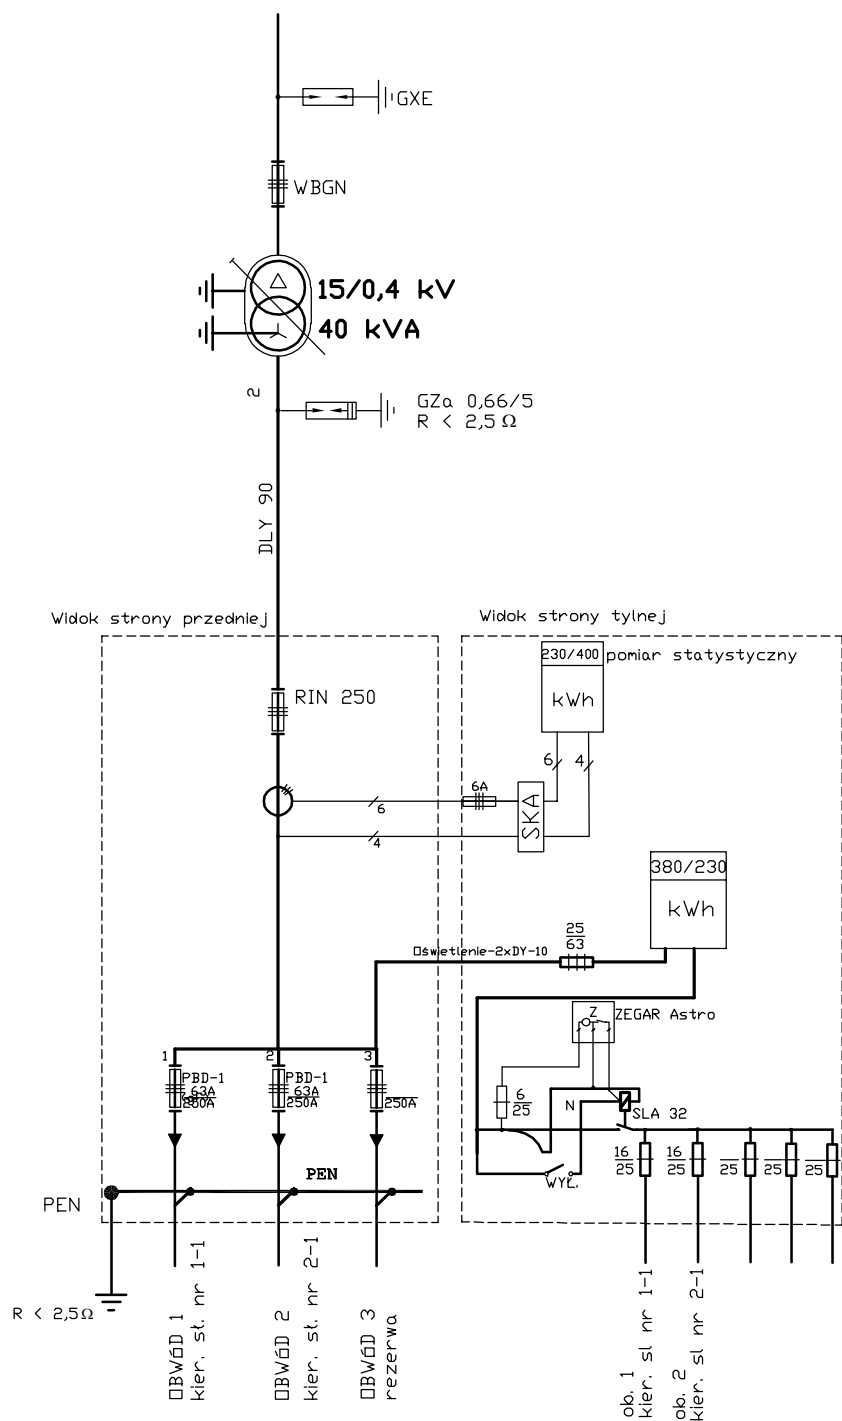 GXE
WBGN
15/0,4 kV
40 kVA
2
GZa 0,66/5
R < 2,5 Ω
DLY 90
Widok strony przedniej
Widok strony tylnej
230/400
pomiar statystyczny
kWh
RIN 250
6
4
6A
6
4
SKA
380/230
kWh
25
63
Oświetlenie-2xDY-10
Z
ZEGAR Astro
1
2
3
PBD-1
63A
PBD-1
63A
250A
250A
6
25
N
SLA 32
16
25
16
25
25
25
25
WYŁ.
PEN
PEN
R < 2,5Ω
OBWÓD 1
kier. sł. nr 1-1
OBWÓD 2
kier. sł. nr 2-1
OBWÓD 3
rezerwa
ob. 1
kier. sl nr 1-1
ob. 2
kier. sl nr 2-1